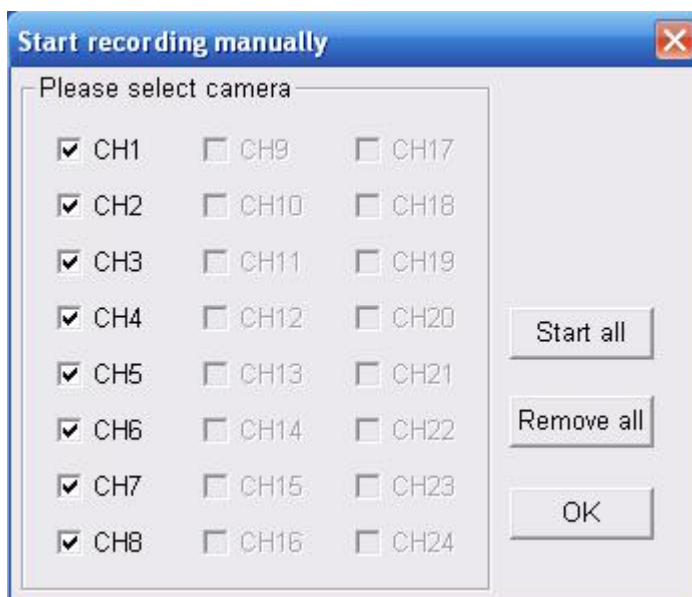 Start recording manually
Please select camera
CH1 CH9 CH17
CH2 CH10 CH18
CH3 CH11 CH19
CH4 CH12 CH20
Start all
CH5 CH13 CH21
CH6 CH14 CH22
Remove all
CH7 CH15 CH23
CH8 CH16 CH24
OK